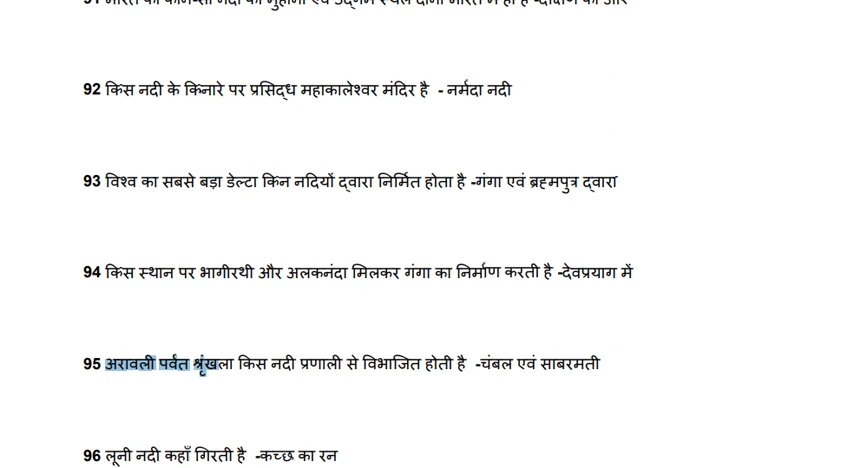 92 किस नदी के किनारे पर प्रसिद्ध महाकालेश्वर मंदिर है - नर्मदा नदी
93 विश्व का सबसे बड़ा डेल्टा किन नदियों द्वारा निर्मित होता है -गंगा एवं ब्रह्मपुत्र द्वारा
94 किस स्थान पर भागीरथी और अलकनंदा मिलकर गंगा का निर्माण करती है -देवप्रयाग में
95 अरावली पर्वत श्रृंखला किस नदी प्रणाली से विभाजित होती है -चंबल एवं साबरमती
96 लूनी नदी कहाँ गिरती है -कच्छ का रन